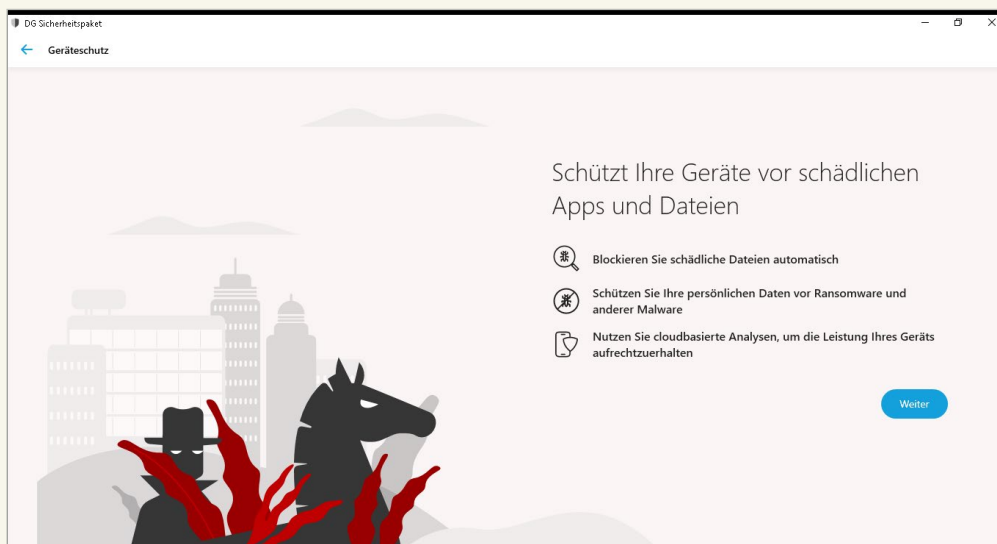 DG Sicherheitspaket
Geräteschutz
Schützt Ihre Geräte vor schädlichen
Apps und Dateien
Blockieren Sie schädliche Dateien automatisch
Schützen Sie Ihre persönlichen Daten vor Ransomware und
anderer Malware
Nutzen Sie cloudbasierte Analysen, um die Leistung Ihres Geräts
aufrechtzuerhalten
Weiter